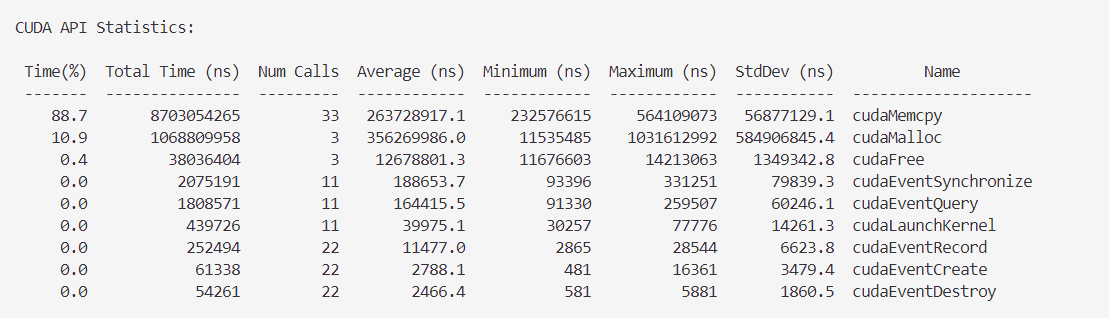 CUDA API Statistics:
Time(%) Total Time (ns) Num Calls Average (ns) Minimum (ns) Maximum (ns) StdDev (ns) Name
------- --------------- --------- ------------ ------------ ------------ ----------- --------------------
88.7 8703054265 33 263728917.1 232576615 564109073 56877129.1 cudaMemcpy
10.9 1068809958 3 356269986.0 11535485 1031612992 584906845.4 cudaMalloc
0.4 38036404 3 12678801.3 11676603 14213063 1349342.8 cudaFree
0.0 2075191 11 188653.7 93396 331251 79839.3 cudaEventSynchronize
0.0 1808571 11 164415.5 91330 259507 60246.1 cudaEventQuery
0.0 439726 11 39975.1 30257 77776 14261.3 cudaLaunchKernel
0.0 252494 22 11477.0 2865 28544 6623.8 cudaEventRecord
0.0 61338 22 2788.1 481 16361 3479.4 cudaEventCreate
0.0 54261 22 2466.4 581 5881 1860.5 cudaEventDestroy